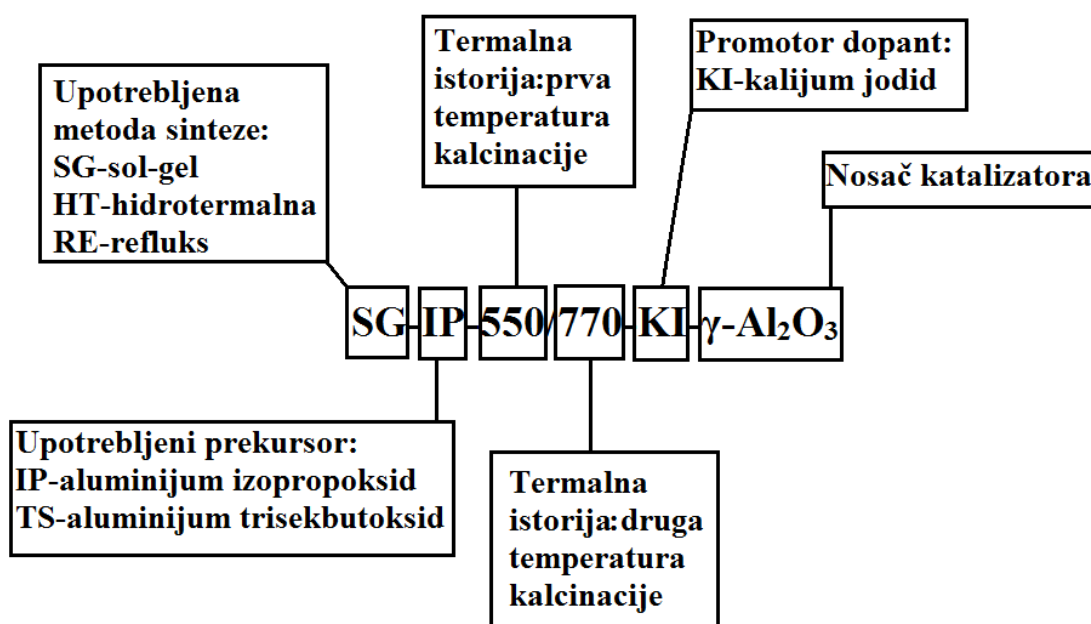 Upotrebljena
metoda sinteze:
SG-sol-gel
HT-hidrotermalna
RE-refluks
Termalna
istorija:prva
temperatura
kalcinacije
Promotor dopant:
KI-kalijum jodid
Nosač katalizatora
SG-IP-550/770-KI-γ-Al₂O₃
Upotrebljeni prekursor:
IP-aluminijum izopropoksid
TS-aluminijum trisekbutoksid
Termalna
istorija:druga
temperatura
kalcinacije